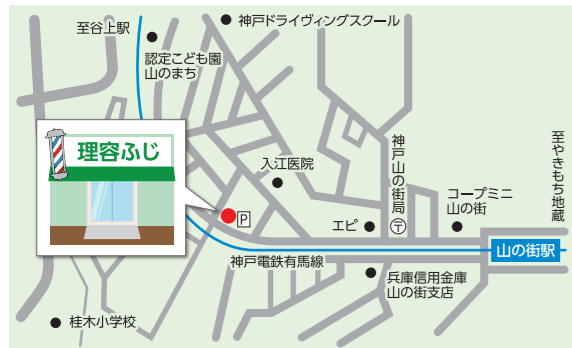 至谷上駅
神戸ドライヴィングスクール
認定こども園
山のまち
理容ふじ
入江医院
神戸山の街局
至やきもち地蔵
コープミニ
山の街
P
エピ
〒
山の街駅
神戸電鉄有馬線
兵庫信用金庫
山の街支店
桂木小学校